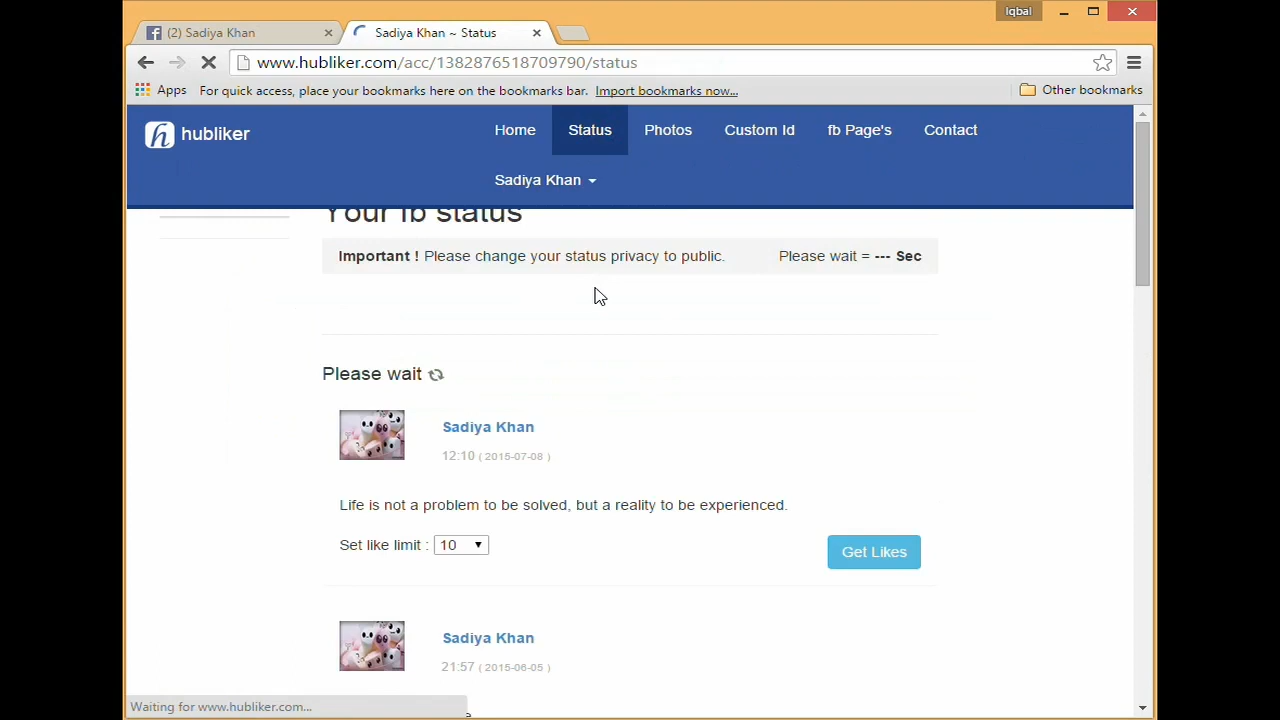 Iqbal
(2) Sadiya Khan
Sadiya Khan ~ Status
www.hubliker.com/acc/1382876518709790/status
Apps For quick access, place your bookmarks here on the bookmarks bar. Import bookmarks now... Other bookmarks
hubliker
Home Status Photos Custom Id fb Page's Contact
Sadiya Khan
Your fb status
Important ! Please change your status privacy to public. Please wait = --- Sec
Please wait
Sadiya Khan
12:10 ( 2015-07-08 )
Life is not a problem to be solved, but a reality to be experienced.
Set like limit : 10
Get Likes
Sadiya Khan
21:57 ( 2015-06-05 )
Waiting for www.hubliker.com...